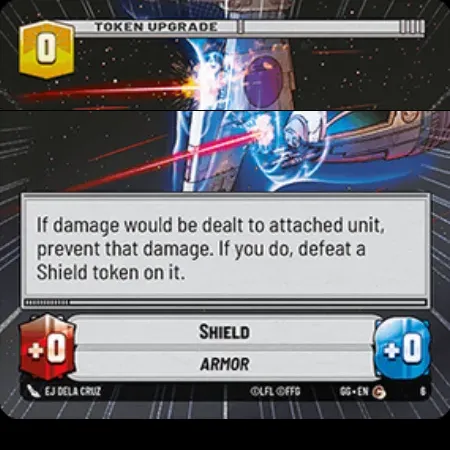 TOKEN UPGRADE
0
If damage would be dealt to attached unit,
prevent that damage. If you do, defeat a
Shield token on it.
+0
SHIELD
+0
ARMOR
EJ DELA CRUZ ©LFL ©FFG GG•EN C 6